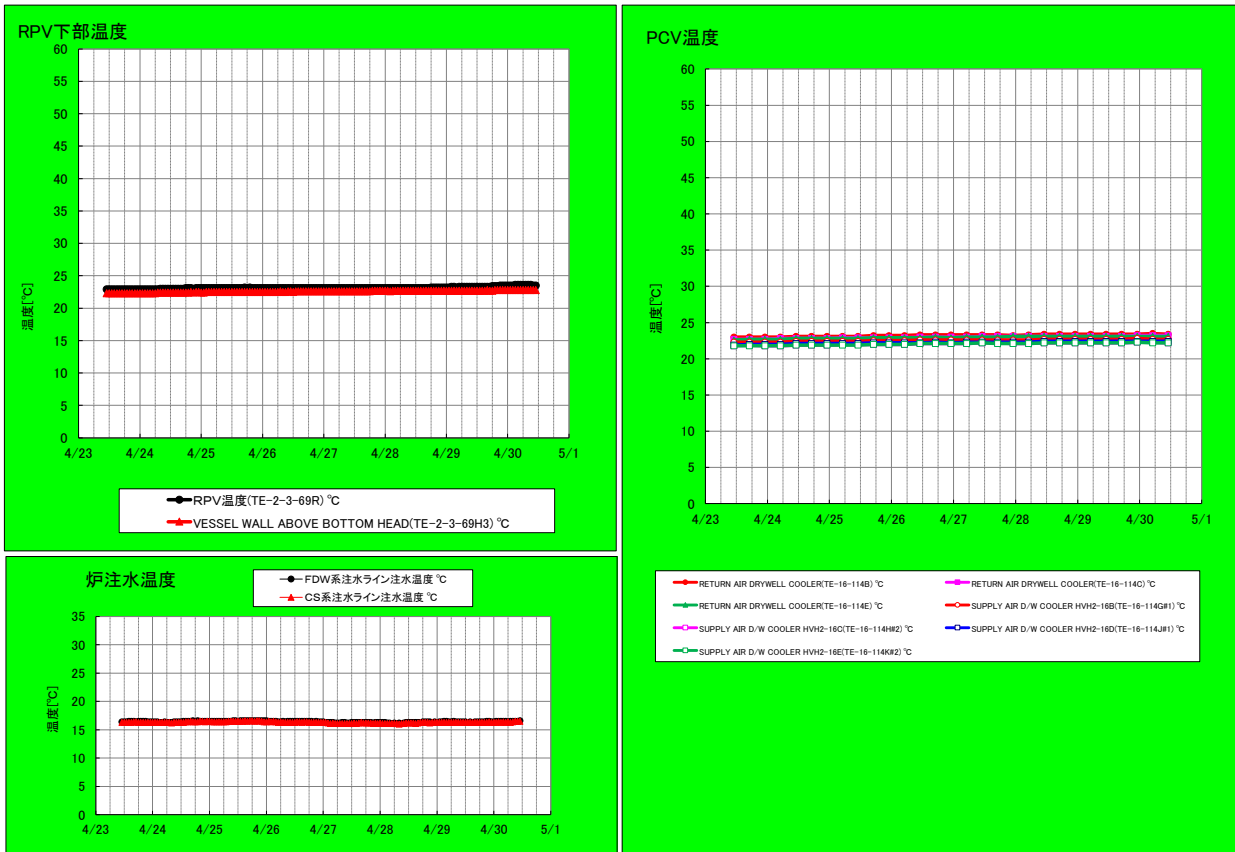 RPV下部温度
60
55
50
45
40
35
30
25
20
15
10
5
0
温度[℃]
4/23 4/24 4/25 4/26 4/27 4/28 4/29 4/30 5/1
RPV温度(TE-2-3-69R) ℃
VESSEL WALL ABOVE BOTTOM HEAD(TE-2-3-69H3) ℃
炉注水温度
FDW系注水ライン注水温度 ℃
CS系注水ライン注水温度 ℃
35
30
25
20
15
10
5
0
温度[℃]
4/23 4/24 4/25 4/26 4/27 4/28 4/29 4/30 5/1
PCV温度
60
55
50
45
40
35
30
25
20
15
10
5
0
温度[℃]
4/23 4/24 4/25 4/26 4/27 4/28 4/29 4/30 5/1
RETURN AIR DRYWELL COOLER(TE-16-114B) ℃
RETURN AIR DRYWELL COOLER(TE-16-114C) ℃
RETURN AIR DRYWELL COOLER(TE-16-114E) ℃
SUPPLY AIR D/W COOLER HVH2-16B(TE-16-114G#1) ℃
SUPPLY AIR D/W COOLER HVH2-16C(TE-16-114H#2) ℃
SUPPLY AIR D/W COOLER HVH2-16D(TE-16-114J#1) ℃
SUPPLY AIR D/W COOLER HVH2-16E(TE-16-114K#2) ℃